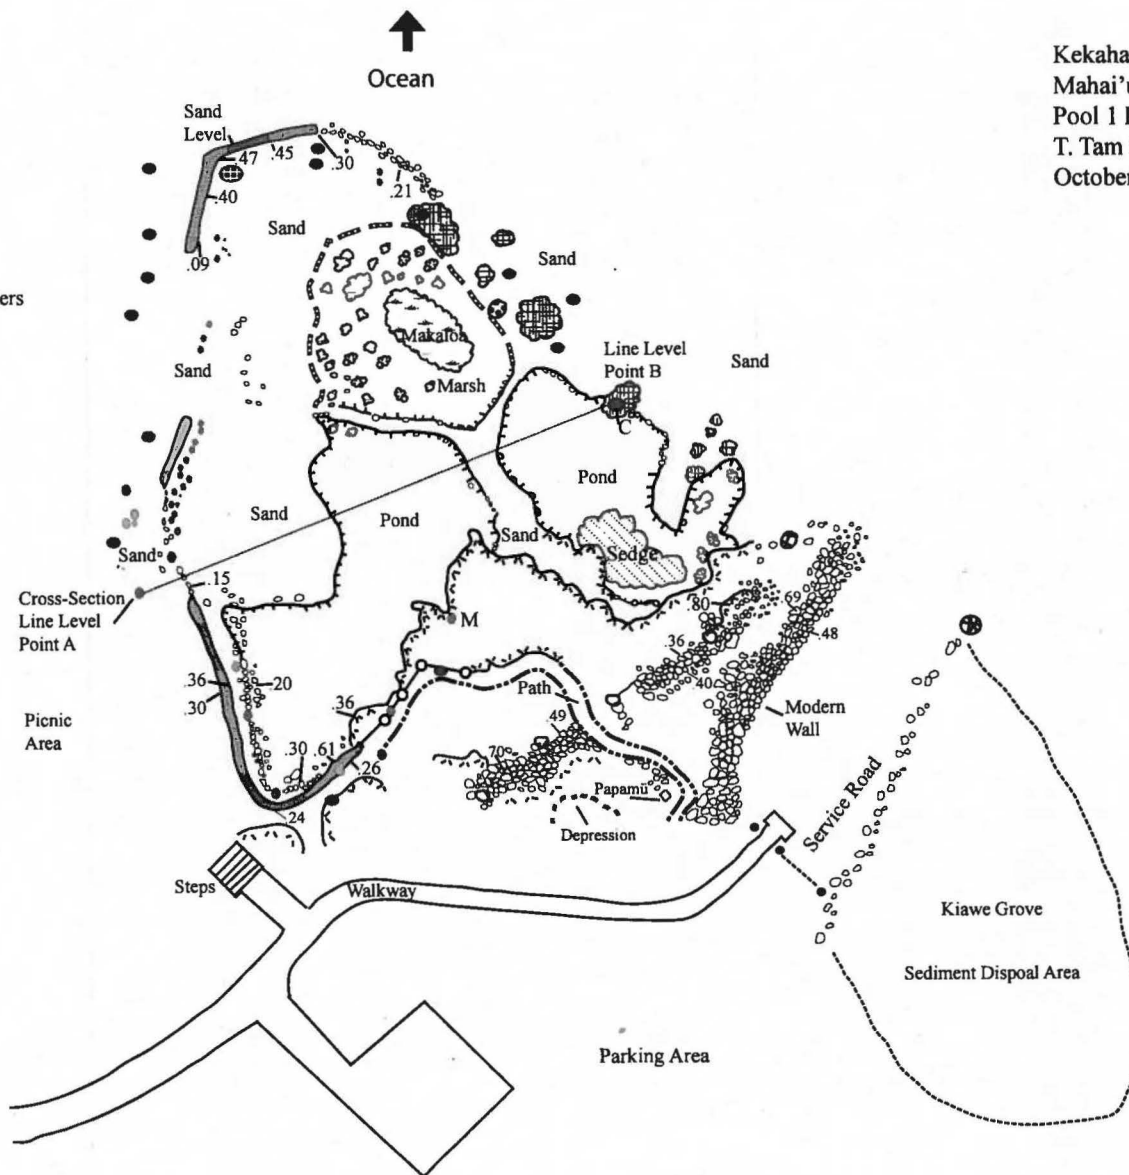 Ocean
Kekaha
Mahai'u
Pool 1
T. Tam
October
Sand
Level
.47
.45
.30
.21
.40
Sand
.09
Sand
ers
Makaloa
Marsh
Sand
Line Level
Point B
Sand
C
Sand
Pond
Pond
Sand
Sedge
Sand
.15
Cross-Section
Line Level
Point A
M
.80
.69
.48
.36
.40
.36
.30
.20
Picnic
Area
.36
Path
.49
Modern
Wall
.30
.61
.26
.70
Papamū
Depression
.24
Service Road
Steps
Walkway
Kiawe Grove
Sediment Dispoal Area
Parking Area